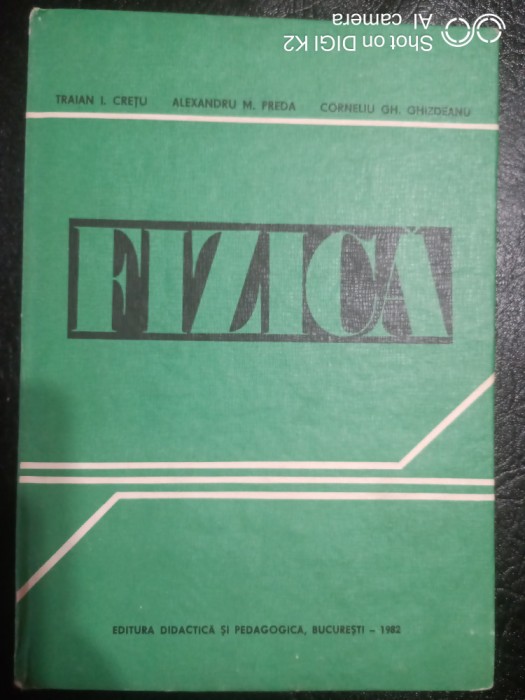 Shot on DIGI K2
AI camera
TRAIAN I. CREȚU ALEXANDRU M. PREDA CORNELIU GH. GHIZDEANU
FIZICĂ
EDITURA DIDACTICĂ ȘI PEDAGOGICĂ, BUCUREȘTI - 1982